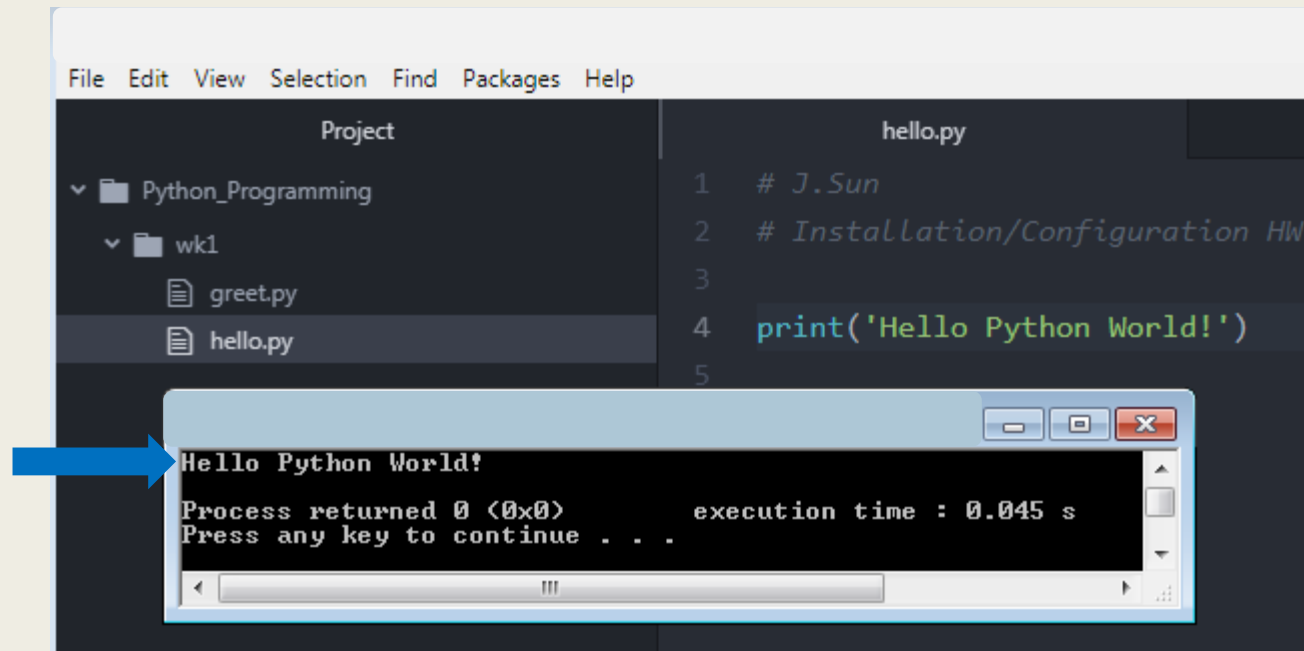 File Edit View Selection Find Packages Help
Project
hello.py
Python_Programming
wk1
greet.py
hello.py
1 # J.Sun
2 # Installation/Configuration HW
3
4 print('Hello Python World!')
5
Hello Python World!
Process returned 0 (0x0) execution time : 0.045 s
Press any key to continue . . .